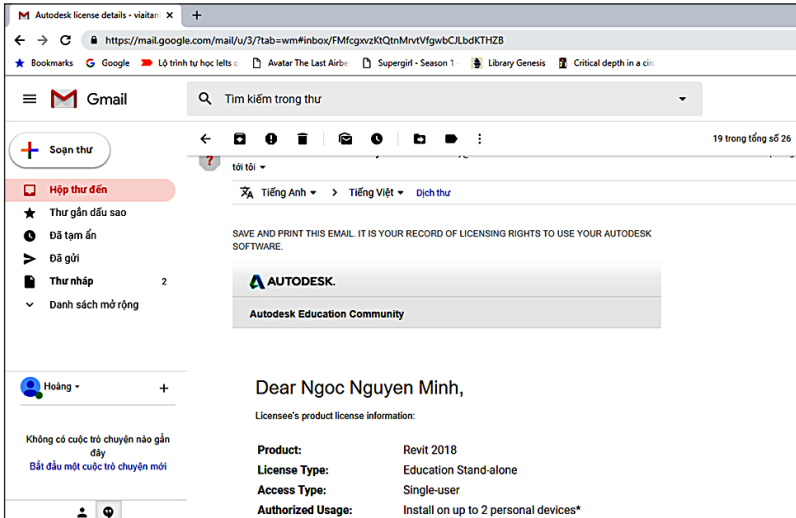 Autodesk license details - viaitan
https://mail.google.com/mail/u/3/?tab=wm#inbox/FMfcgxvzKtQtnMrvtVfgwbCJLbdKTHZB
Bookmarks Google Lộ trình tự học Ielts Avatar The Last Airbe Supergirl - Season 1 - Library Genesis Critical depth in a circ
Gmail
Tìm kiếm trong thư
Soạn thư
19 trong tổng số 26
?
tới tôi
Tiếng Anh > Tiếng Việt Dịch thư
Hộp thư đến
Thư gắn dấu sao
Đã tạm ẩn
Đã gửi
Thư nháp 2
Danh sách mở rộng
SAVE AND PRINT THIS EMAIL. IT IS YOUR RECORD OF LICENSING RIGHTS TO USE YOUR AUTODESK
SOFTWARE.
AUTODESK.
Autodesk Education Community
Hoàng
Không có cuộc trò chuyện nào gần
đây
Bắt đầu một cuộc trò chuyện mới
Dear Ngoc Nguyen Minh,
Licensee's product license information:
Product: Revit 2018
License Type: Education Stand-alone
Access Type: Single-user
Authorized Usage: Install on up to 2 personal devices*